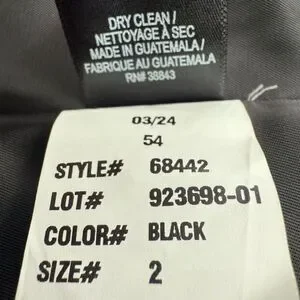 DRY CLEAN /
NETTOYAGE À SEC
MADE IN GUATEMALA /
FABRIQUE AU GUATEMALA
RN# 38843
03/24
54
STYLE# 68442
LOT# 923698-01
COLOR# BLACK
SIZE# 2